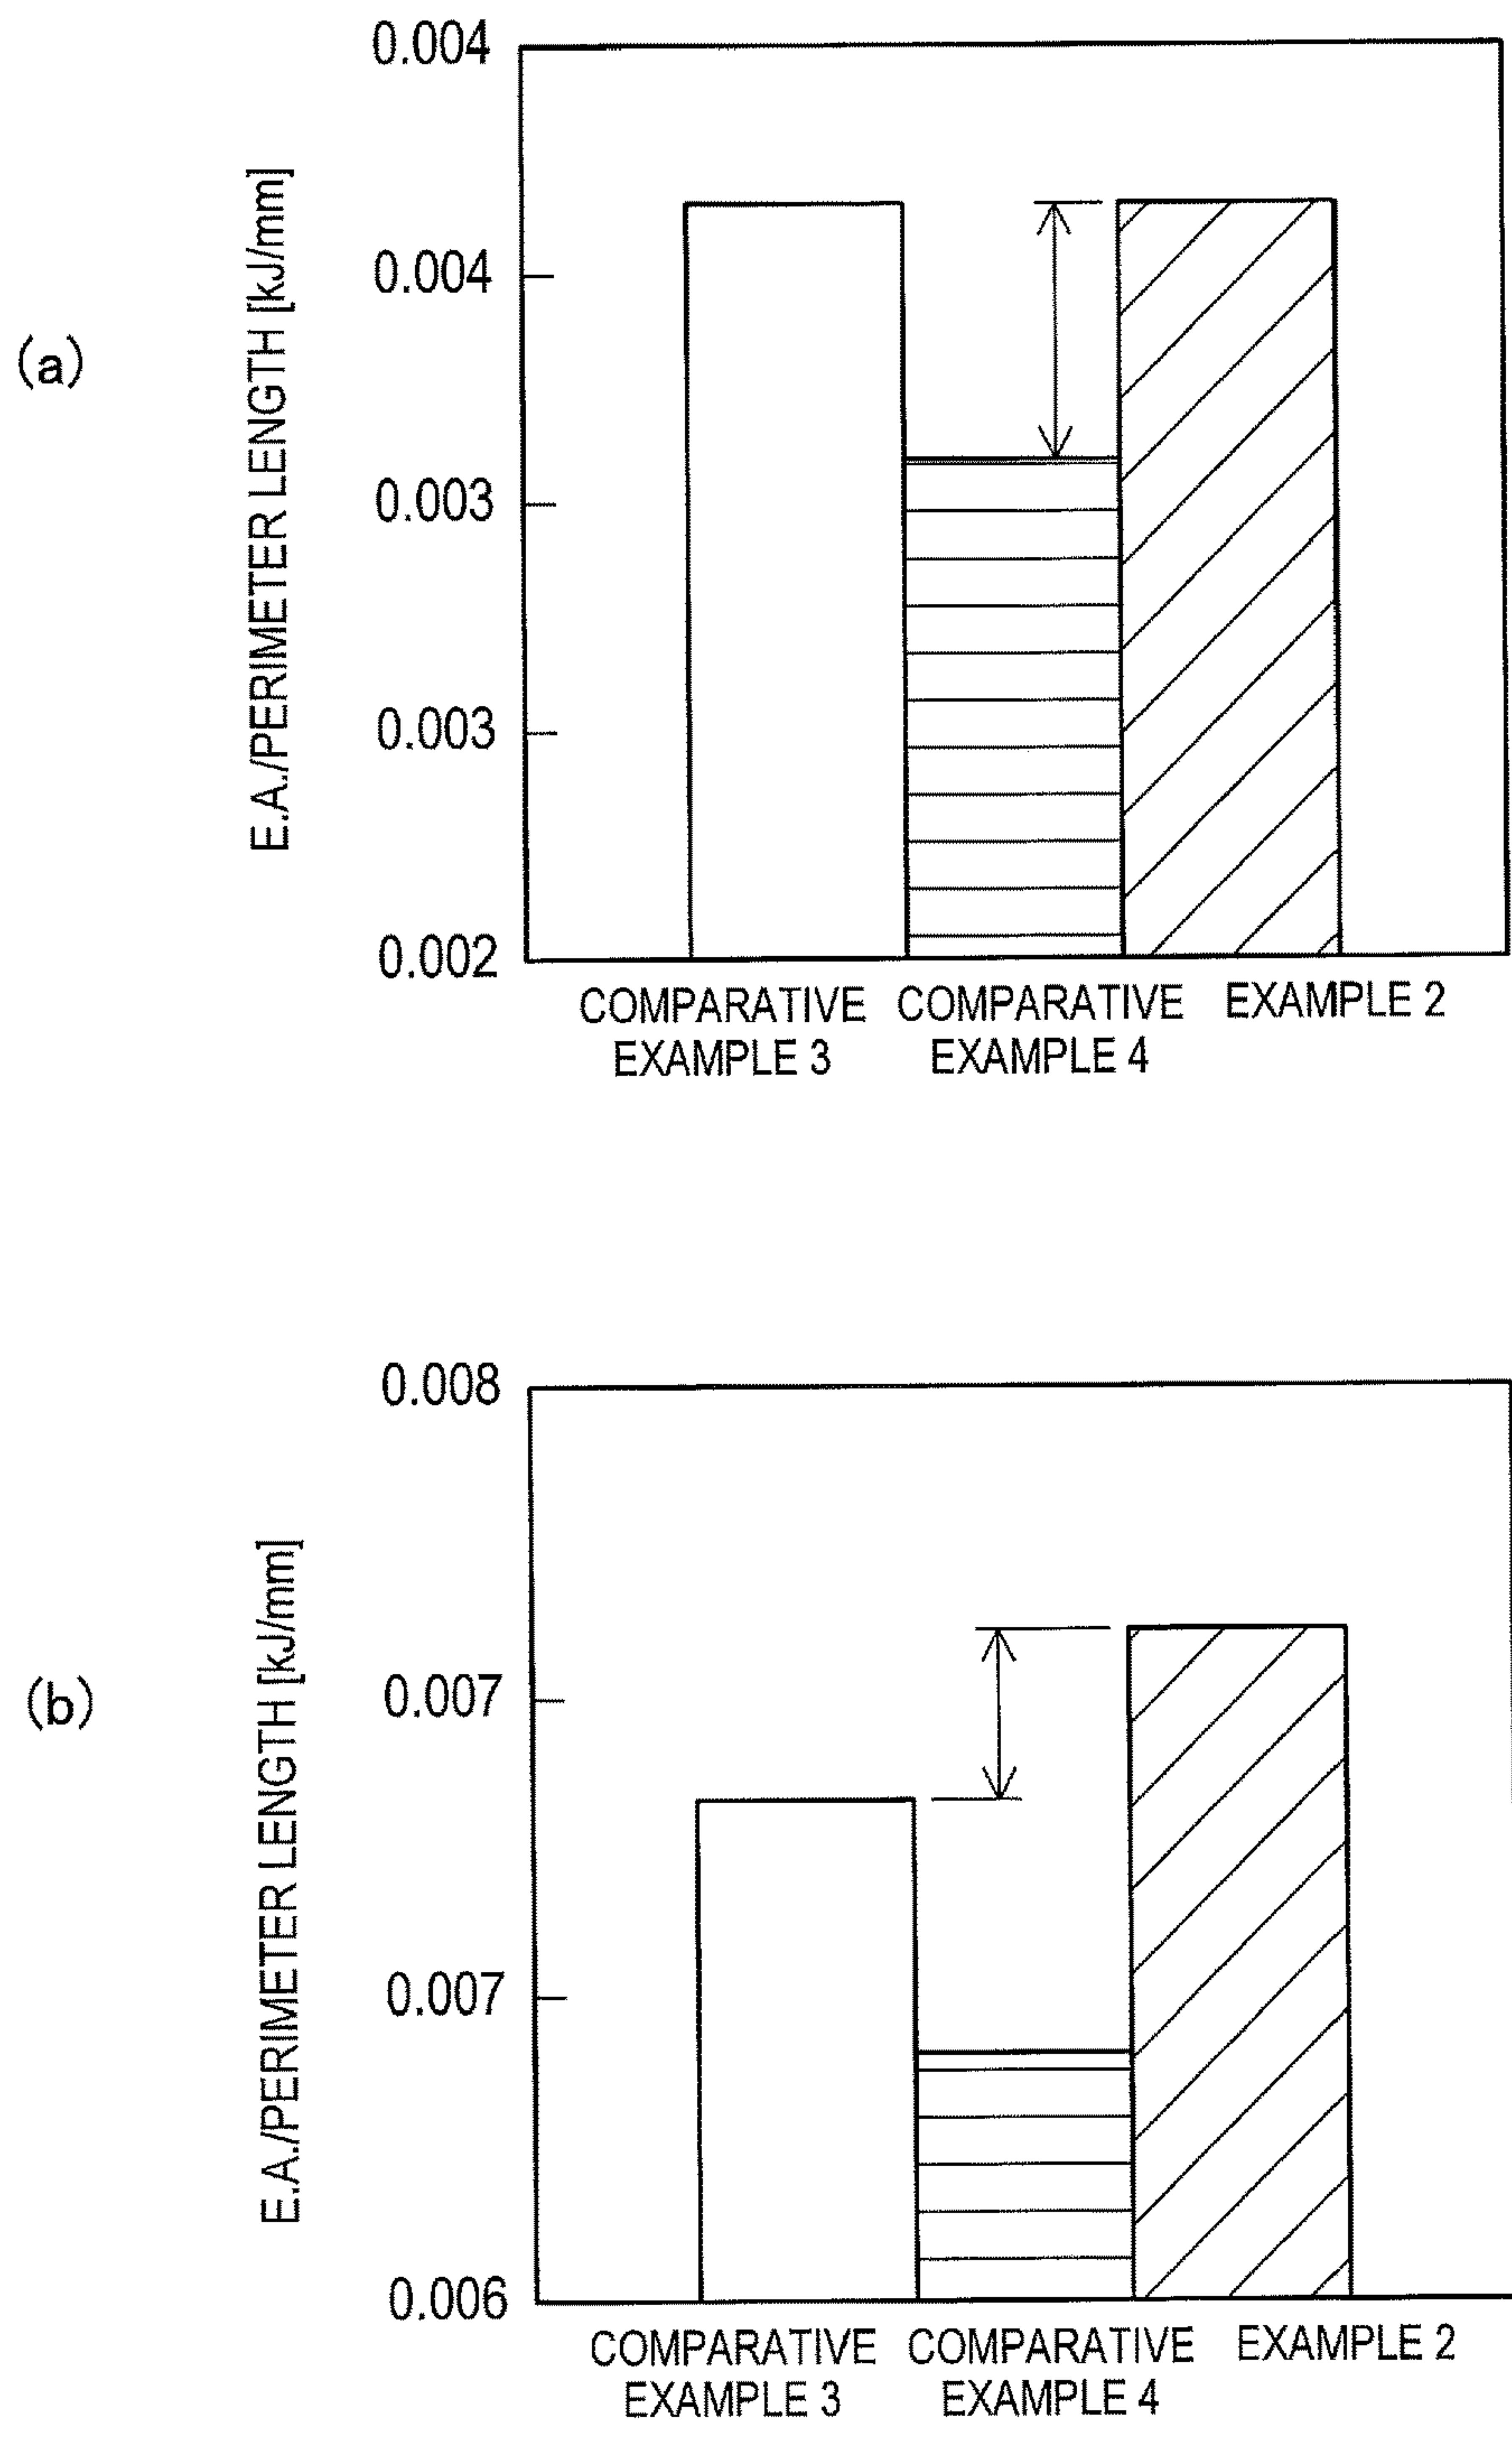 (a)
E.A./PERIMETER LENGTH [kJ/mm]
0.004
0.004
0.003
0.003
0.002
COMPARATIVE
EXAMPLE 3
COMPARATIVE
EXAMPLE 4
EXAMPLE 2
(b)
E.A./PERIMETER LENGTH [kJ/mm]
0.008
0.007
0.007
0.006
COMPARATIVE
EXAMPLE 3
COMPARATIVE
EXAMPLE 4
EXAMPLE 2